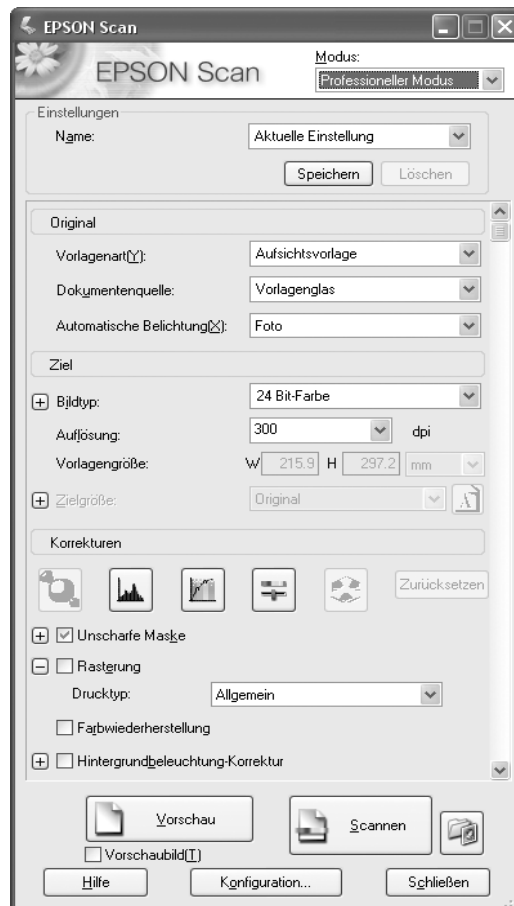 EPSON Scan
EPSON Scan
Modus:
Professioneller Modus
Einstellungen
Name:
Aktuelle Einstellung
Speichern
Löschen
Original
Vorlagenart(Y):
Aufsichtsvorlage
Dokumentenquelle:
Vorlagenglas
Automatische Belichtung(X):
Foto
Ziel
Bildtyp:
24 Bit-Farbe
Auflösung:
300
dpi
Vorlagengröße:
W 215.9 H 297.2 mm
Zielgröße:
Original
A
Korrekturen
Zurücksetzen
Unscharfe Maske
Rasterung
Drucktyp:
Allgemein
Farbwiederherstellung
Hintergrundbeleuchtung-Korrektur
Vorschau
Scannen
Vorschaubild(T)
Hilfe
Konfiguration...
Schließen